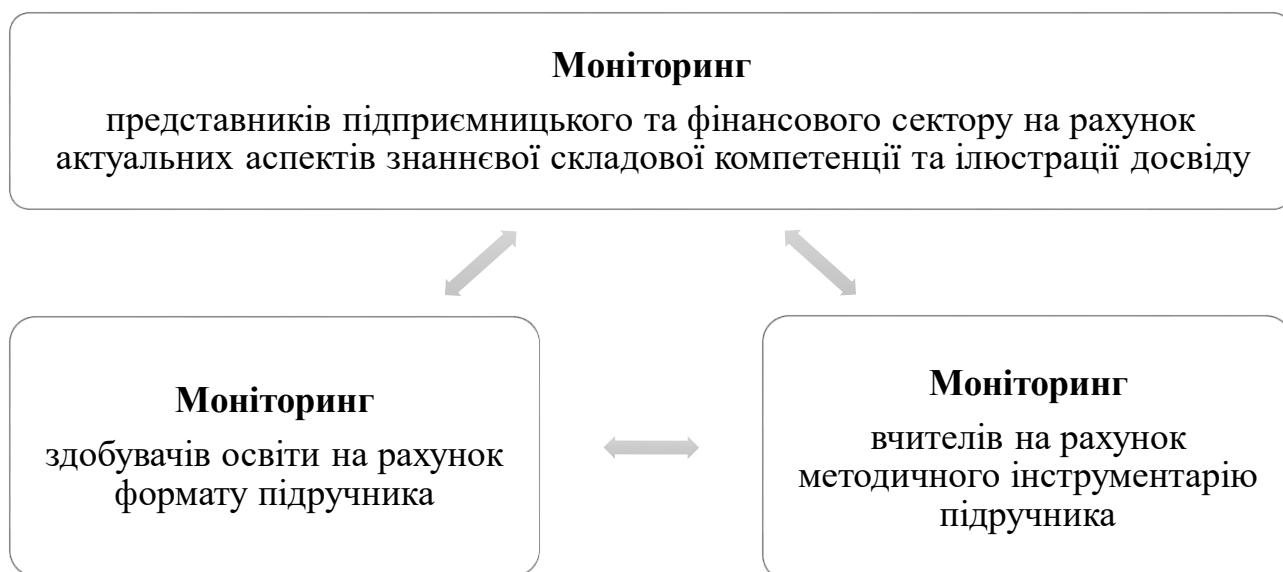 Моніторинг
представників підприємницького та фінансового сектору на рахунок
актуальних аспектів знаннєвої складової компетенції та ілюстрації досвіду
Моніторинг
здобувачів освіти на рахунок
формату підручника
Моніторинг
вчителів на рахунок
методичного інструментарію
підручника